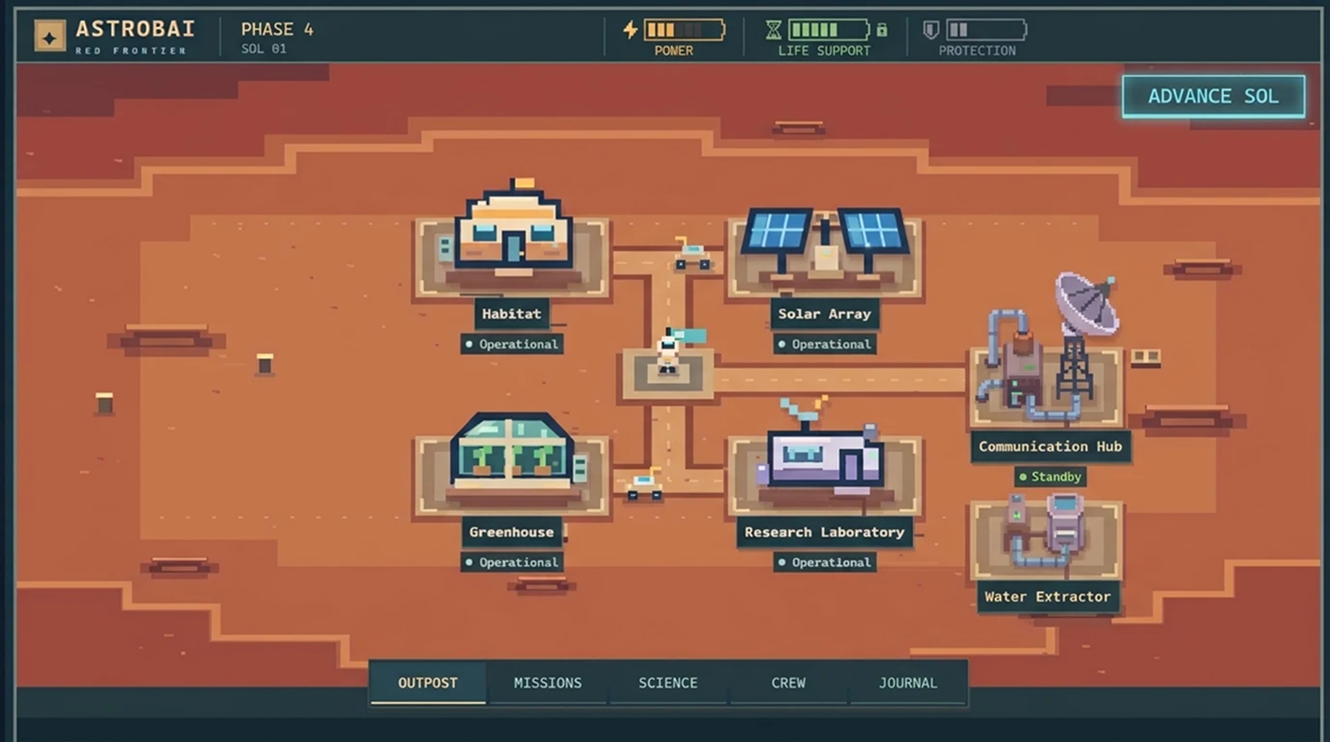 ASTROBAI
RED FRONTIER
PHASE 4
SOL 01
POWER
LIFE SUPPORT
PROTECTION
ADVANCE SOL
Habitat
Operational
Solar Array
Operational
Communication Hub
Standby
Greenhouse
Operational
Research Laboratory
Operational
Water Extractor
OUTPOST
MISSIONS
SCIENCE
CREW
JOURNAL